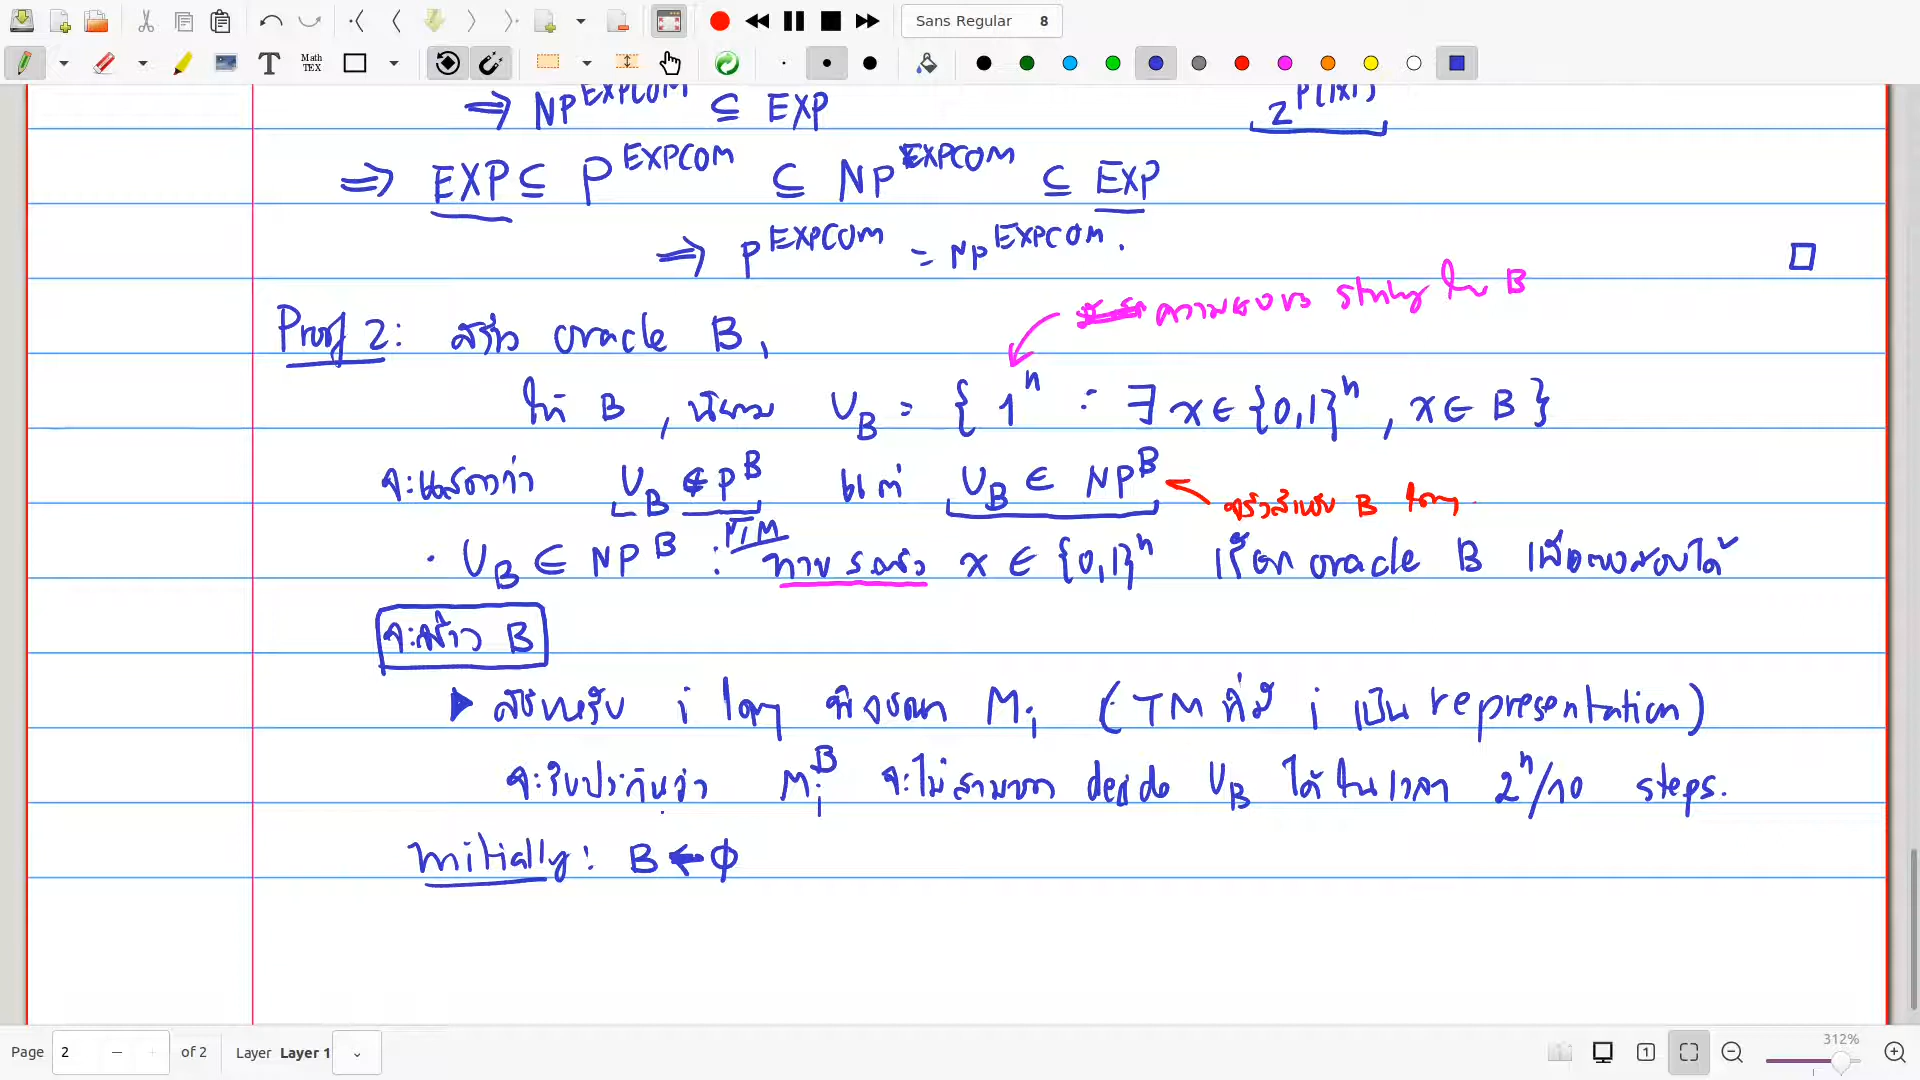 Sans Regular 8
Math TEX
⇒ NP^EXPCOM ⊆ EXP
2^P(|x|)
⇒ EXP ⊆ P^EXPCOM ⊆ NP^EXPCOM ⊆ EXP
⇒ P^EXPCOM = NP^EXPCOM. □
ความยาวของ string ใน B
Proof 2: สร้าง oracle B,
ให้ B, นิยาม U_B = { 1^n : ∃ x ∈ {0,1}^n, x ∈ B }
จะแสดงว่า U_B ∉ P^B แต่ U_B ∈ NP^B
จริงสำหรับ B ใดๆ
· U_B ∈ NP^B : NTM ทาย string x ∈ {0,1}^n เรียก oracle B เพื่อตรวจสอบได้
จะสร้าง B
▶ สำหรับ i ใดๆ พิจารณา M_i (TM ที่มี i เป็น representation)
จะรับประกันว่า M_i^B จะไม่สามารถ decide U_B ได้ในเวลา 2^n/10 steps.
Initially: B ← ∅
Page 2 of 2 Layer Layer 1
312%